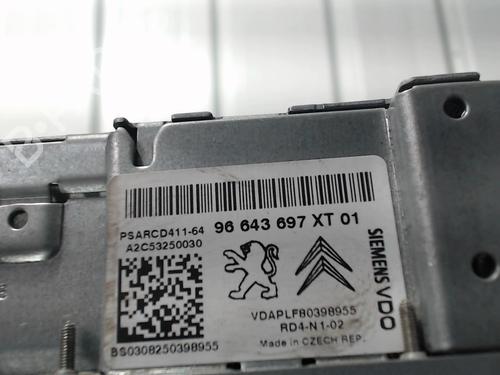 PSARCD411-64 96 643 697 XT 01
A2C53250030
SIEMENS VDO
VDAPLF80398955
RD4-N1-02
Made in CZECH REP.
BS0308250398955